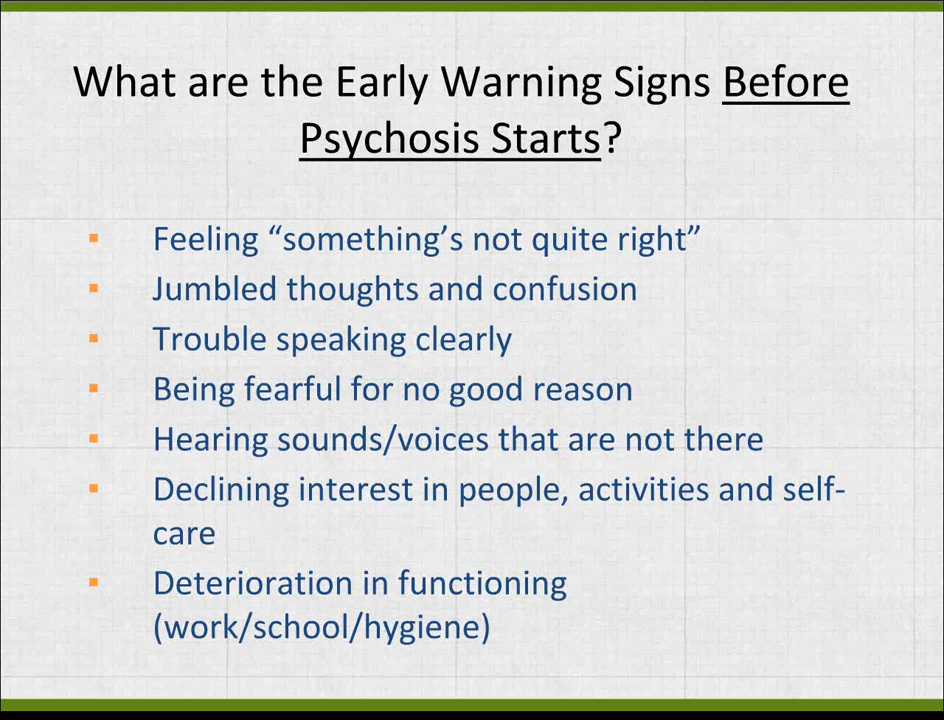 What are the Early Warning Signs Before
Psychosis Starts?
▪ Feeling “something’s not quite right”
▪ Jumbled thoughts and confusion
▪ Trouble speaking clearly
▪ Being fearful for no good reason
▪ Hearing sounds/voices that are not there
▪ Declining interest in people, activities and self-
care
▪ Deterioration in functioning
(work/school/hygiene)